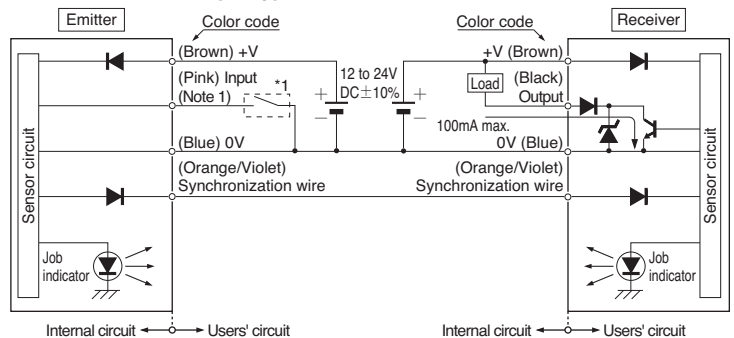 Emitter
Color code
Color code
Receiver
(Brown) +V
+V (Brown)
(Pink) Input
(Note 1)
*1
12 to 24V
DC±10%
+
−
+
−
Load
(Black)
Output
100mA max.
(Blue) 0V
0V (Blue)
(Orange/Violet)
Synchronization wire
(Orange/Violet)
Synchronization wire
Sensor circuit
Sensor circuit
Job
indicator
Job
indicator
Internal circuit
Users' circuit
Internal circuit
Users' circuit